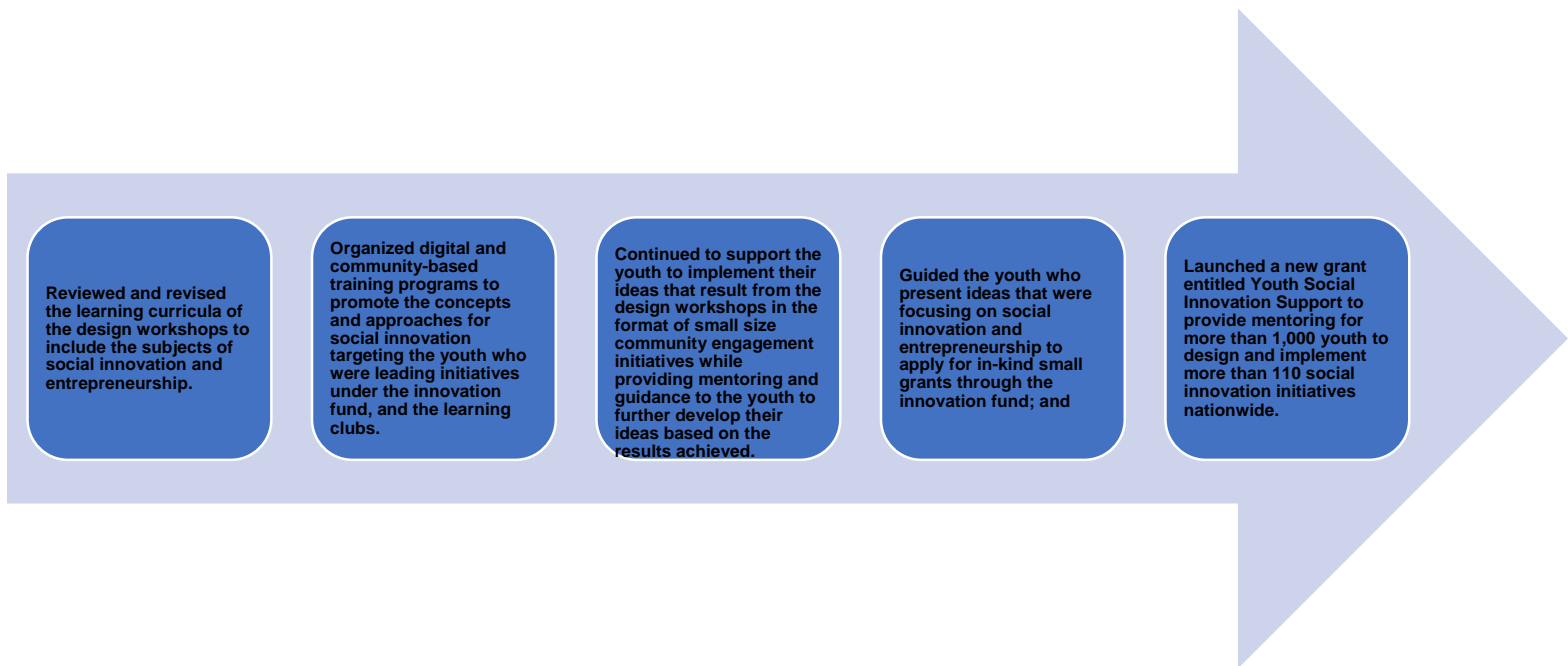 Reviewed and revised
the learning curricula of
the design workshops to
include the subjects of
social innovation and
entrepreneurship.
Organized digital and
community-based
training programs to
promote the concepts
and approaches for
social innovation
targeting the youth who
were leading initiatives
under the innovation
fund, and the learning
clubs.
Continued to support the
youth to implement their
ideas that result from the
design workshops in the
format of small size
community engagement
initiatives while
providing mentoring and
guidance to the youth to
further develop their
ideas based on the
results achieved.
Guided the youth who
present ideas that were
focusing on social
innovation and
entrepreneurship to
apply for in-kind small
grants through the
innovation fund; and
Launched a new grant
entitled Youth Social
Innovation Support to
provide mentoring for
more than 1,000 youth to
design and implement
more than 110 social
innovation initiatives
nationwide.